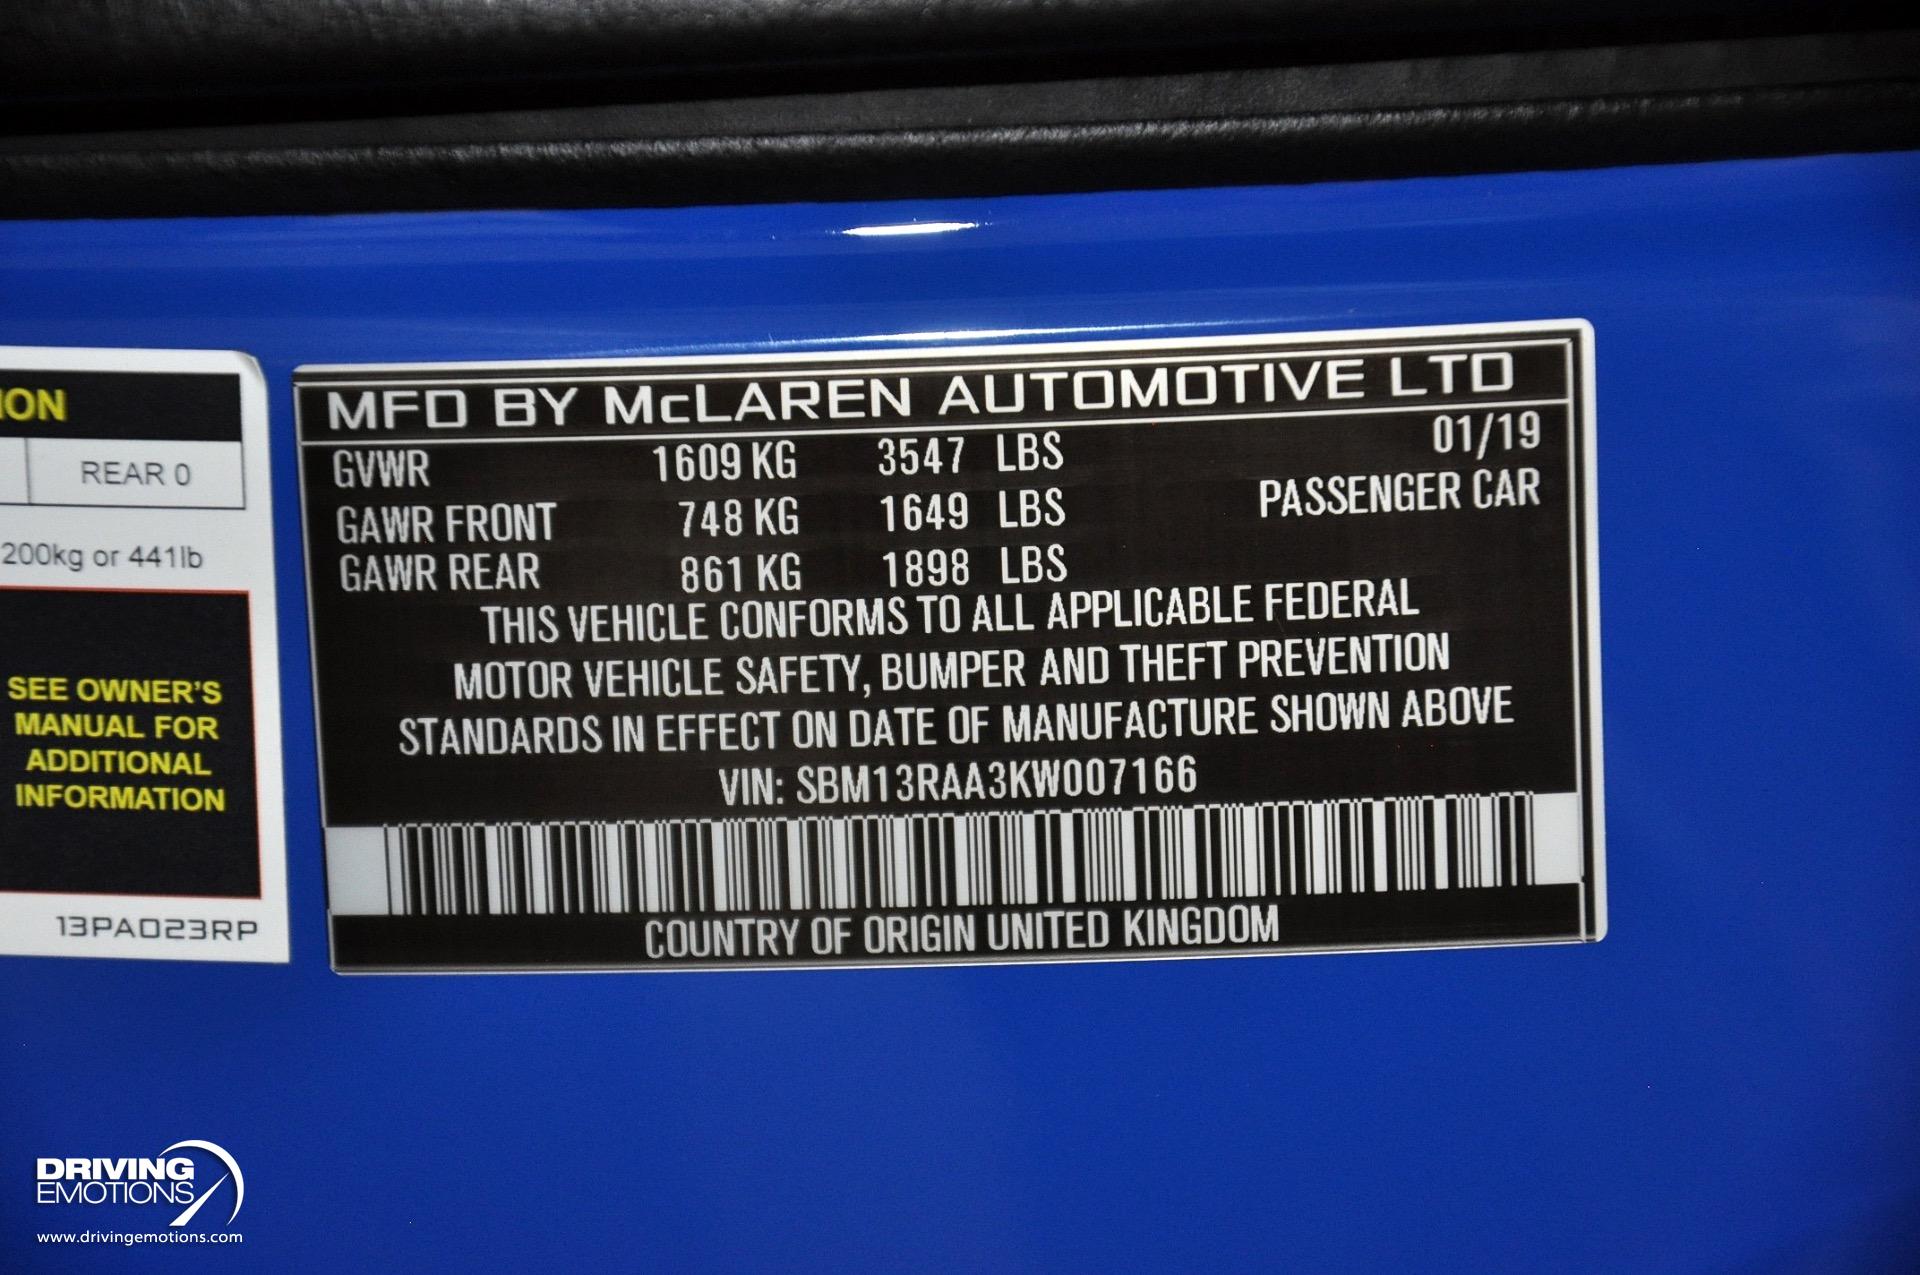 ION
REAR 0
200kg or 441lb
SEE OWNER'S
MANUAL FOR
ADDITIONAL
INFORMATION
13PA023RP
MFD BY McLAREN AUTOMOTIVE LTD
GVWR 1609 KG 3547 LBS 01/19
GAWR FRONT 748 KG 1649 LBS PASSENGER CAR
GAWR REAR 861 KG 1898 LBS
THIS VEHICLE CONFORMS TO ALL APPLICABLE FEDERAL
MOTOR VEHICLE SAFETY, BUMPER AND THEFT PREVENTION
STANDARDS IN EFFECT ON DATE OF MANUFACTURE SHOWN ABOVE
VIN: SBM13RAA3KW007166
COUNTRY OF ORIGIN UNITED KINGDOM
DRIVING
EMOTIONS
www.drivingemotions.com